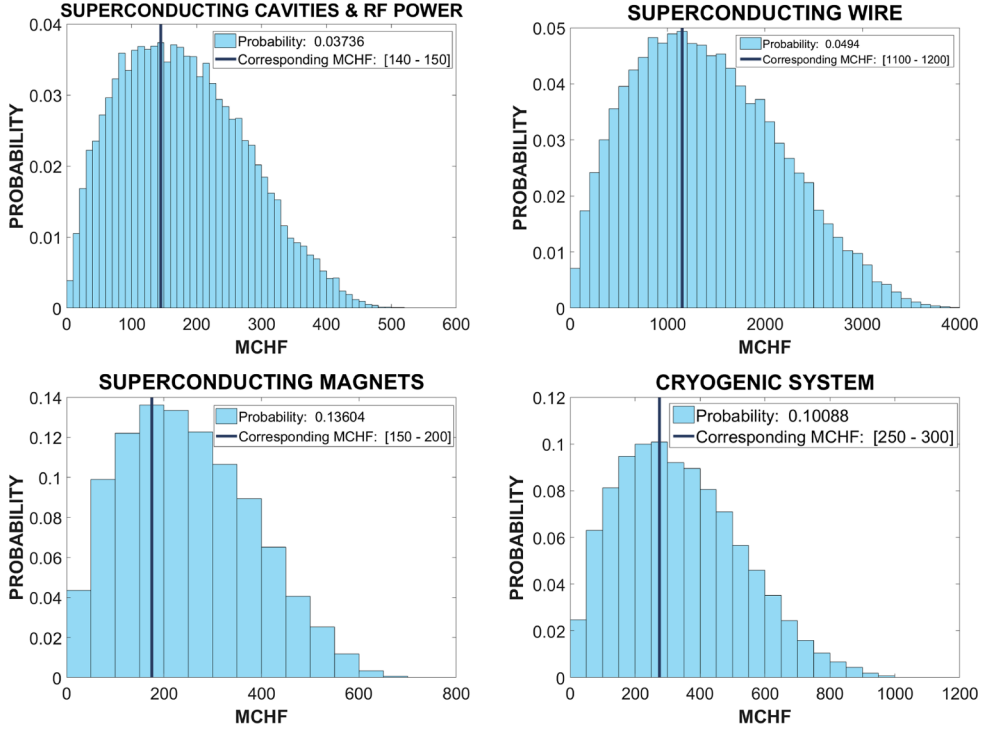 SUPERCONDUCTING CAVITIES & RF POWER
Probability: 0.03736
Corresponding MCHF: [140 - 150]
PROBABILITY
0.04
0.03
0.02
0.01
0
0 100 200 300 400 500 600
MCHF
SUPERCONDUCTING WIRE
Probability: 0.0494
Corresponding MCHF: [1100 - 1200]
PROBABILITY
0.05
0.04
0.03
0.02
0.01
0
0 1000 2000 3000 4000
MCHF
SUPERCONDUCTING MAGNETS
Probability: 0.13604
Corresponding MCHF: [150 - 200]
PROBABILITY
0.14
0.12
0.1
0.08
0.06
0.04
0.02
0
0 200 400 600 800
MCHF
CRYOGENIC SYSTEM
Probability: 0.10088
Corresponding MCHF: [250 - 300]
PROBABILITY
0.12
0.1
0.08
0.06
0.04
0.02
0
0 200 400 600 800 1000 1200
MCHF